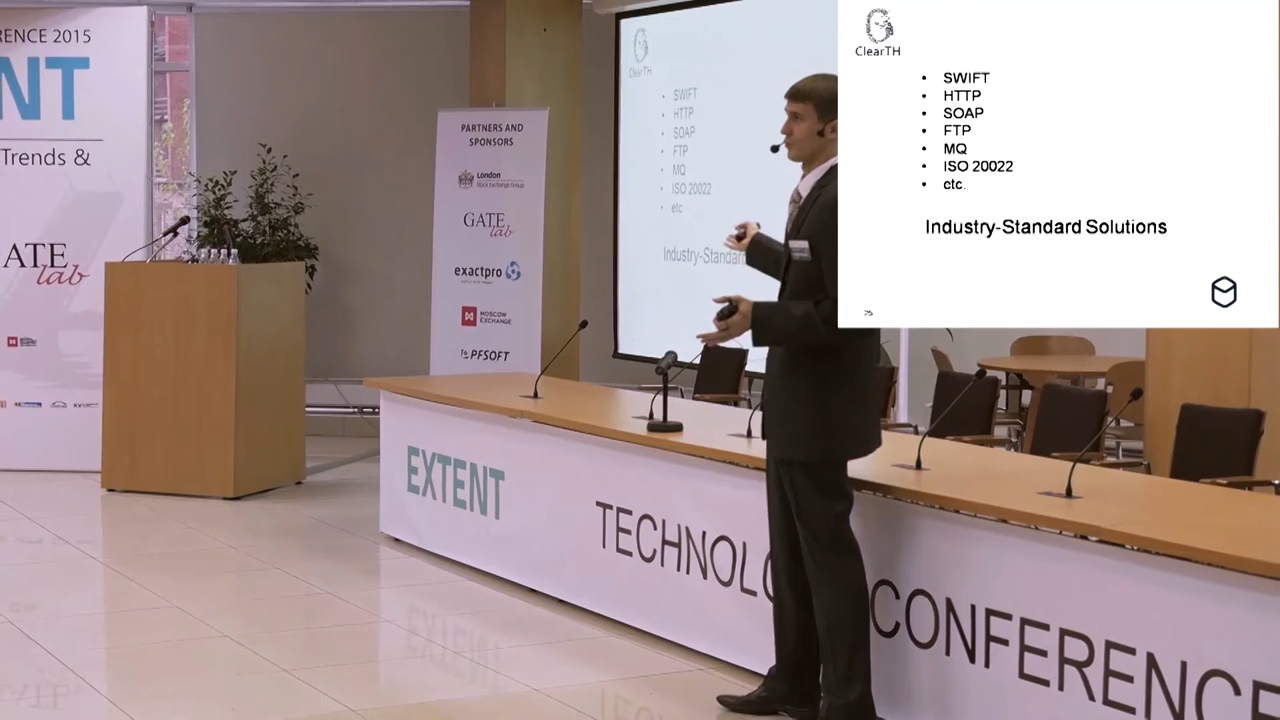 RENCE 2015
NT
Trends &
ATE
lab
PARTNERS AND
SPONSORS
London
Stock Exchange Group
GATE
lab
exactpro
MOSCOW
EXCHANGE
PFSOFT
ClearTH
• SWIFT
• HTTP
• SOAP
• FTP
• MQ
• ISO 20022
• etc
Industry-Standard
ClearTH
• SWIFT
• HTTP
• SOAP
• FTP
• MQ
• ISO 20022
• etc.
Industry-Standard Solutions
75
EXTENT
TECHNOLO
CONFERENCE